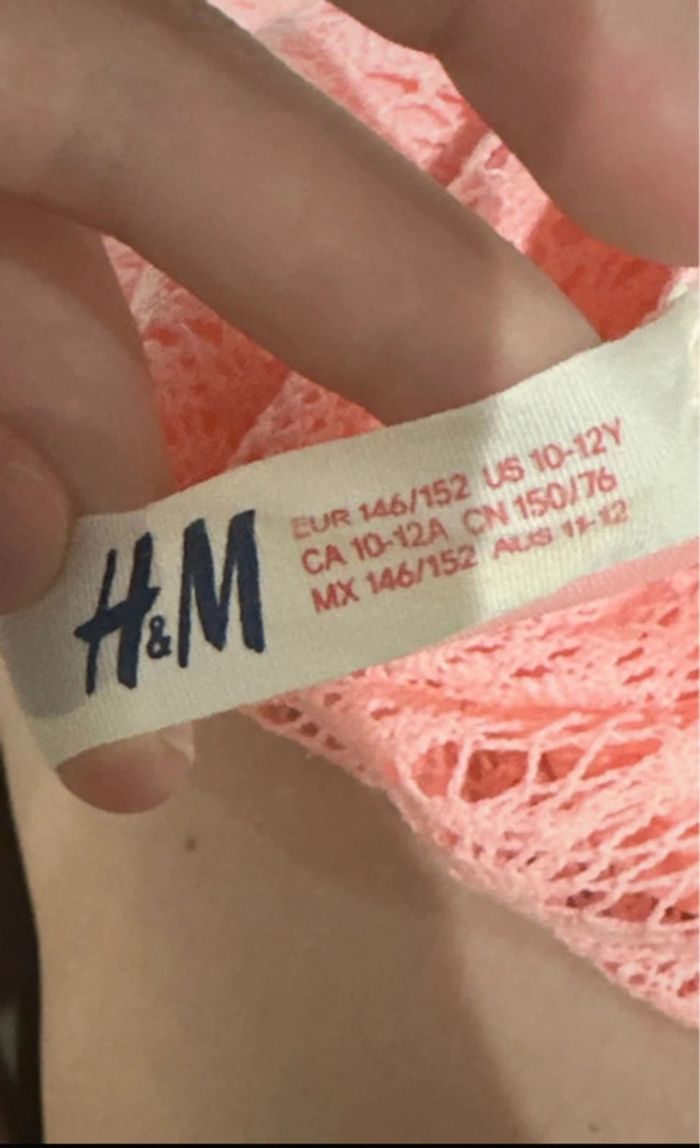 H&M
EUR 146/152 US 10-12Y
CA 10-12A CN 150/76
MX 146/152 AUS 11-12